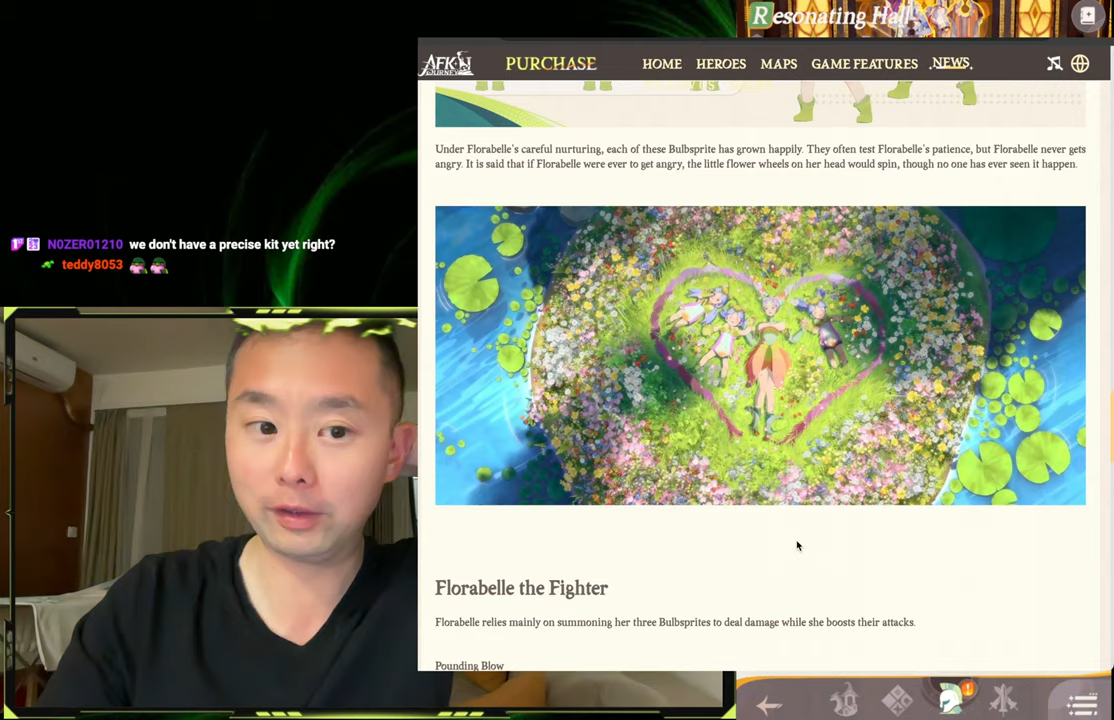 Resonating Hall
AFK
JOURNEY
PURCHASE
HOME
HEROES
MAPS
GAME FEATURES
NEWS
Under Florabelle's careful nurturing, each of these Bulbsprite has grown happily. They often test Florabelle's patience, but Florabelle never gets
angry. It is said that if Florabelle were ever to get angry, the little flower wheels on her head would spin, though no one has ever seen it happen.
N0ZER01210 we don't have a precise kit yet right?
teddy8053
Florabelle the Fighter
Florabelle relies mainly on summoning her three Bulbsprites to deal damage while she boosts their attacks.
Pounding Blow